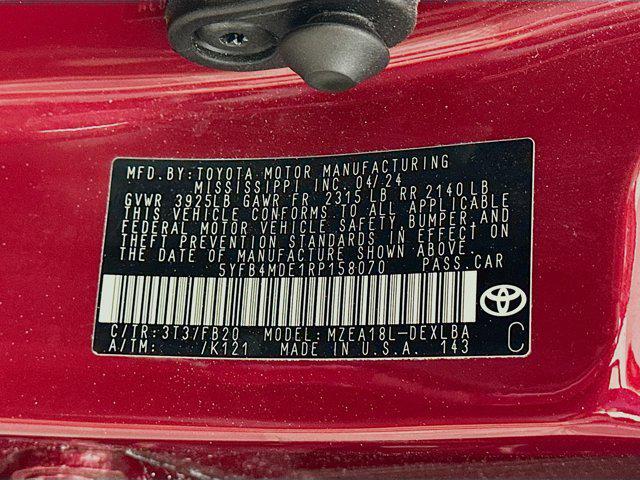 MFD. BY: TOYOTA MOTOR MANUFACTURING
MISSISSIPPI INC. 04/24
GVWR 3925LB GAWR FR 2315 LB RR 2140 LB
THIS VEHICLE CONFORMS TO ALL APPLICABLE
FEDERAL MOTOR VEHICLE SAFETY, BUMPER, AND
THEFT PREVENTION STANDARDS IN EFFECT ON
THE DATE OF MANUFACTURE SHOWN ABOVE.
5YFB4MDE1RP158070 PASS. CAR
C/TR: 3T3/FB20 MODEL: MZEA18L-DEXLBA
A/TM: /K121 MADE IN U.S.A. 143 C